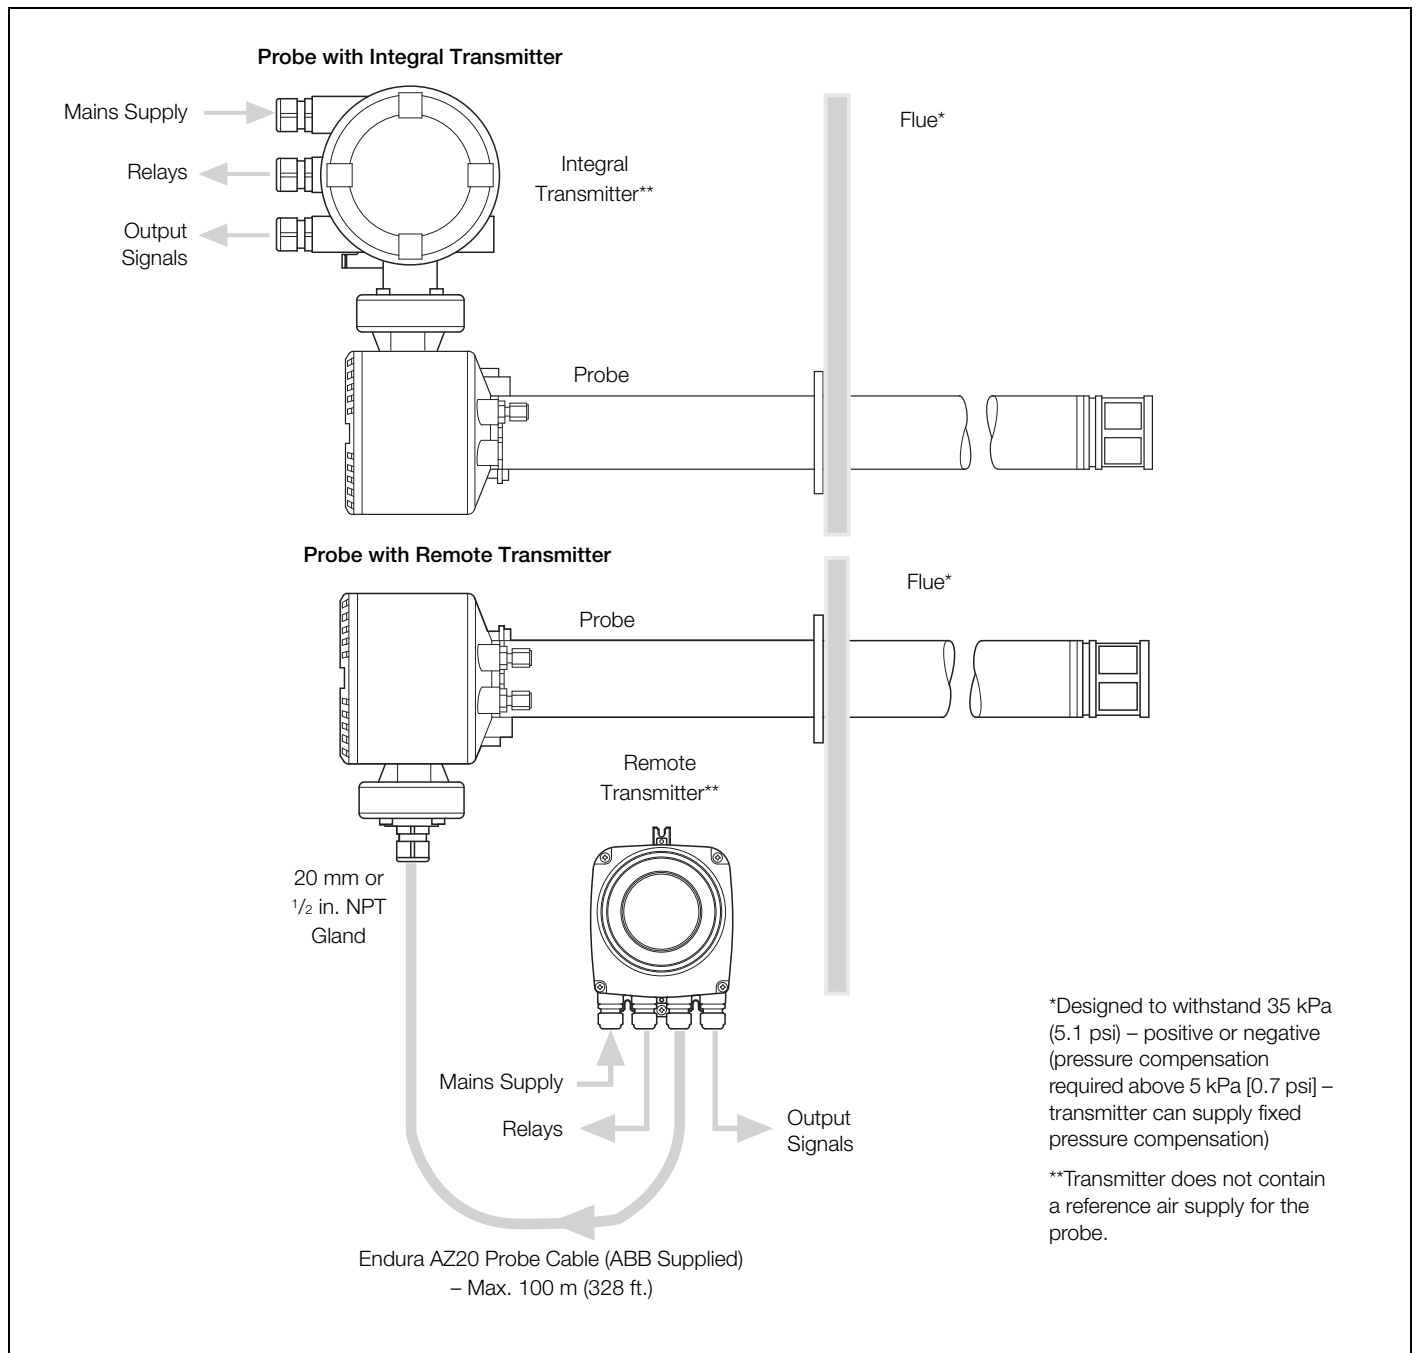 Probe with Integral Transmitter
Mains Supply
Relays
Output
Signals
Integral
Transmitter**
Flue*
Probe
Probe with Remote Transmitter
Flue*
Probe
Remote
Transmitter**
20 mm or
1/2 in. NPT
Gland
Mains Supply
Relays
Output
Signals
Endura AZ20 Probe Cable (ABB Supplied)
– Max. 100 m (328 ft.)
*Designed to withstand 35 kPa
(5.1 psi) – positive or negative
(pressure compensation
required above 5 kPa [0.7 psi] –
transmitter can supply fixed
pressure compensation)
**Transmitter does not contain
a reference air supply for the
probe.